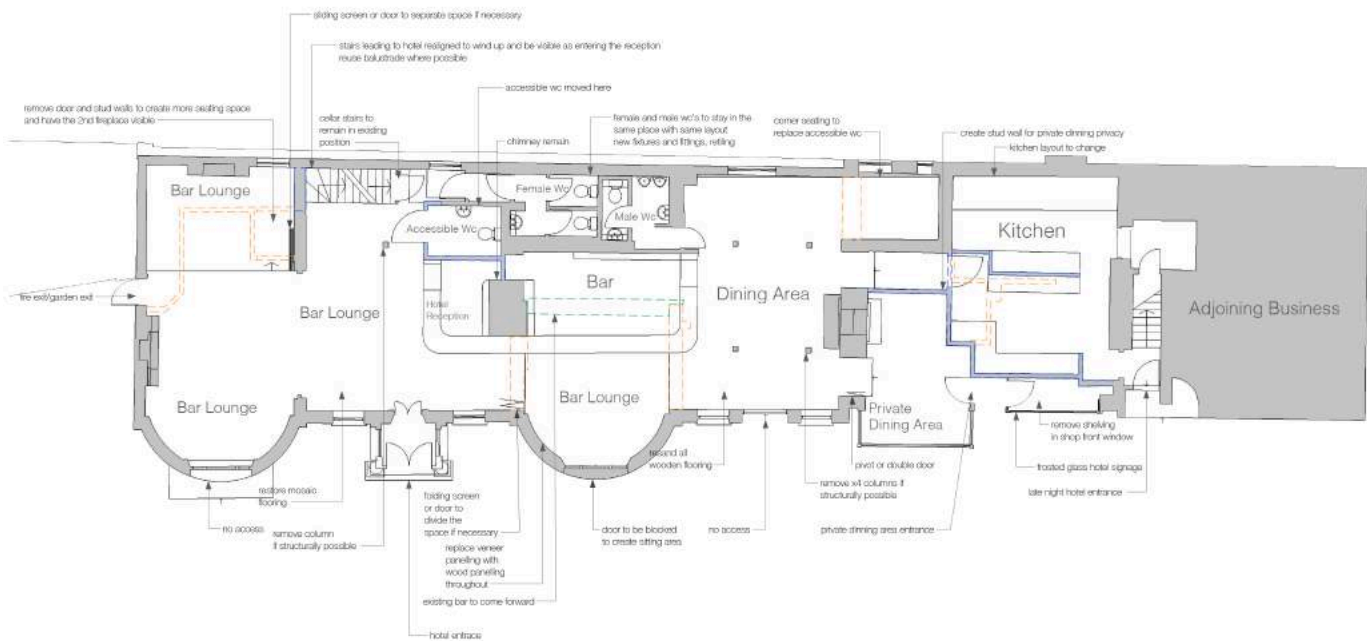 sliding screen or door to separate space if necessary
stairs leading to hotel realigned to wind up and be visible as entering the reception
reuse balustrade where possible
accessible wc moved here
remove door and stud walls to create more seating space
and have the 2nd fireplace visible
cellar stairs to
remain in existing
position
chimney remain
female and male wc's to stay in the
same place with same layout
new fixtures and fittings, retiling
corner seating to
replace accessible wc
create stud wall for private dinning privacy
kitchen layout to change
Bar Lounge
Female Wc
Male Wc
Accessible Wc
Kitchen
fire exit/garden exit
Bar Lounge
Hotel
Reception
Bar
Dining Area
Adjoining Business
Bar Lounge
Bar Lounge
Private
Dining Area
no access
restore mosaic
flooring
remove column
if structurally possible
hotel entrace
folding screen
or door to
divide the
space if necessary
replace veneer
panelling with
wood panelling
throughout
existing bar to come forward
door to be blocked
to create sitting area
resand all
wooden flooring
no access
pivot or double door
remove x4 columns if
structurally possible
private dinning area entrance
remove shelving
in shop front window
frosted glass hotel signage
late night hotel entrance